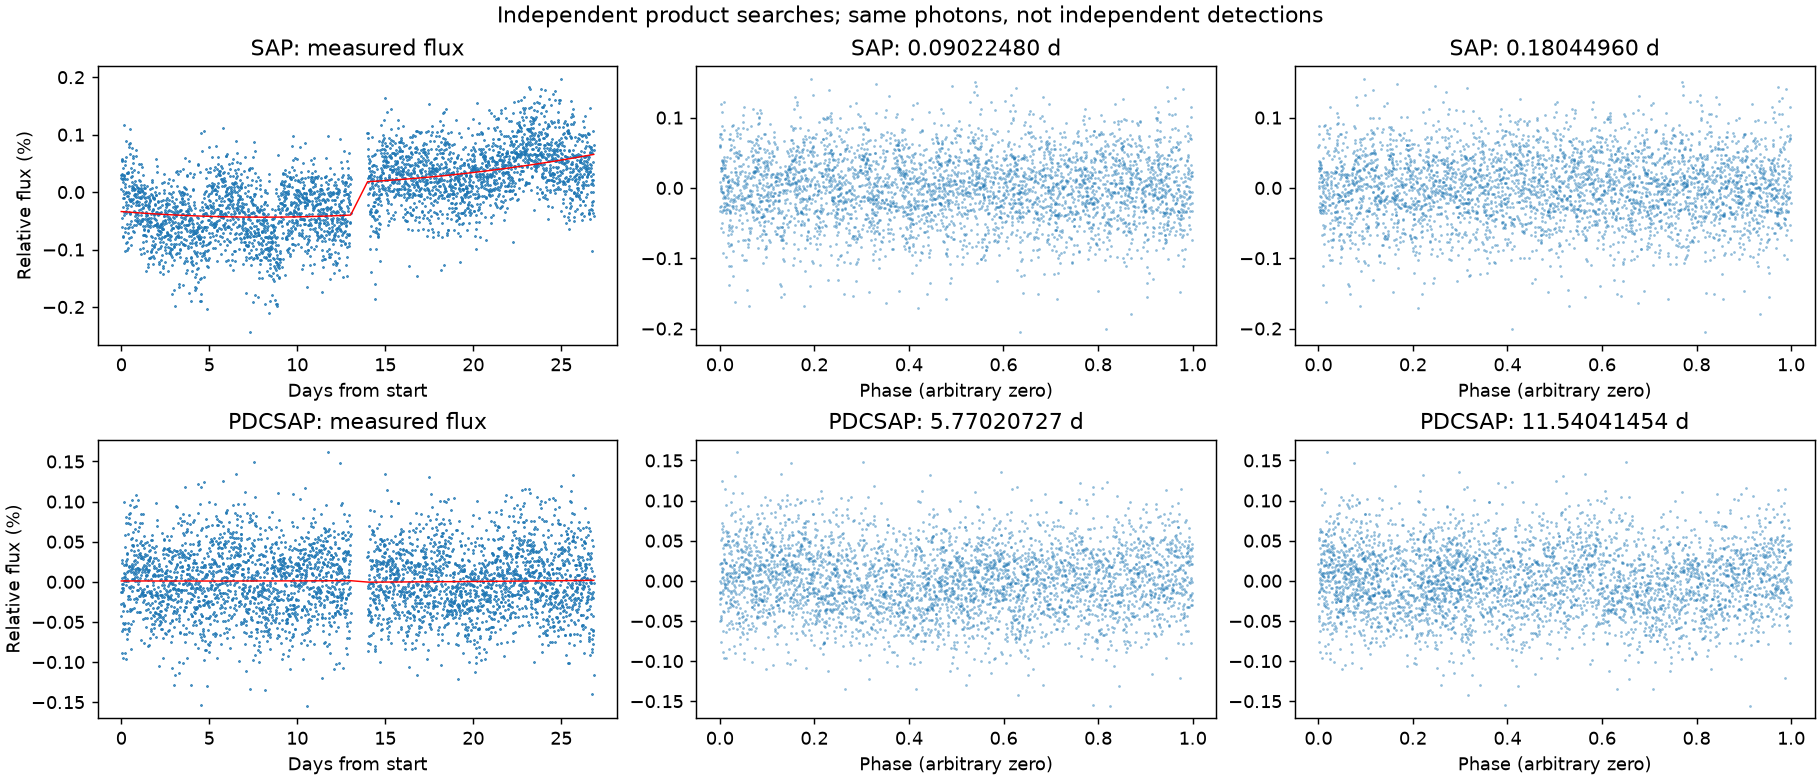 Independent product searches; same photons, not independent detections
SAP: measured flux
SAP: 0.09022480 d
SAP: 0.18044960 d
Relative flux (%)
0.2
0.1
0.0
−0.1
−0.2
0 5 10 15 20 25
Days from start
0.1
0.0
−0.1
−0.2
0.0 0.2 0.4 0.6 0.8 1.0
Phase (arbitrary zero)
0.1
0.0
−0.1
−0.2
0.0 0.2 0.4 0.6 0.8 1.0
Phase (arbitrary zero)
PDCSAP: measured flux
PDCSAP: 5.77020727 d
PDCSAP: 11.54041454 d
Relative flux (%)
0.15
0.10
0.05
0.00
−0.05
−0.10
−0.15
0 5 10 15 20 25
Days from start
0.15
0.10
0.05
0.00
−0.05
−0.10
−0.15
0.0 0.2 0.4 0.6 0.8 1.0
Phase (arbitrary zero)
0.15
0.10
0.05
0.00
−0.05
−0.10
−0.15
0.0 0.2 0.4 0.6 0.8 1.0
Phase (arbitrary zero)